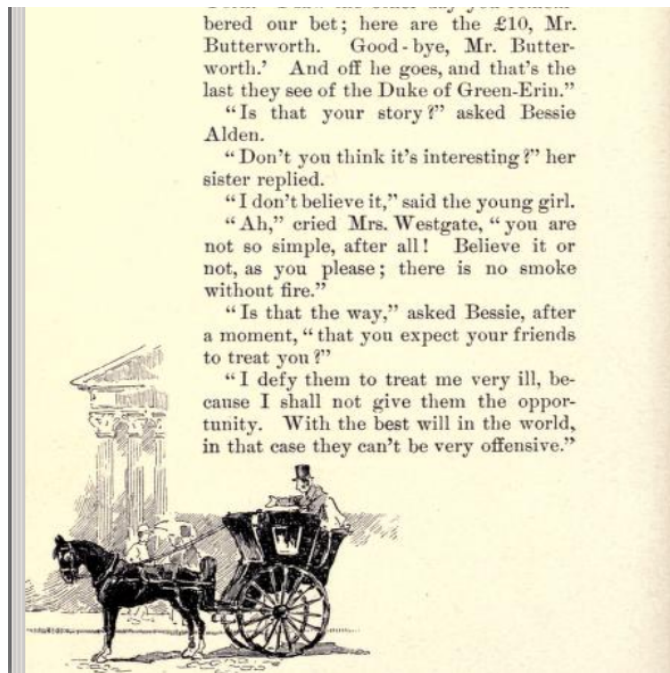 bered our bet; here are the £10, Mr.
Butterworth. Good-bye, Mr. Butter-
worth.’ And off he goes, and that’s the
last they see of the Duke of Green-Erin.”
“Is that your story?” asked Bessie
Alden.
“Don’t you think it’s interesting?” her
sister replied.
“I don’t believe it,” said the young girl.
“Ah,” cried Mrs. Westgate, “you are
not so simple, after all! Believe it or
not, as you please; there is no smoke
without fire.”
“Is that the way,” asked Bessie, after
a moment, “that you expect your friends
to treat you?”
“I defy them to treat me very ill, be-
cause I shall not give them the oppor-
tunity. With the best will in the world,
in that case they can’t be very offensive.”